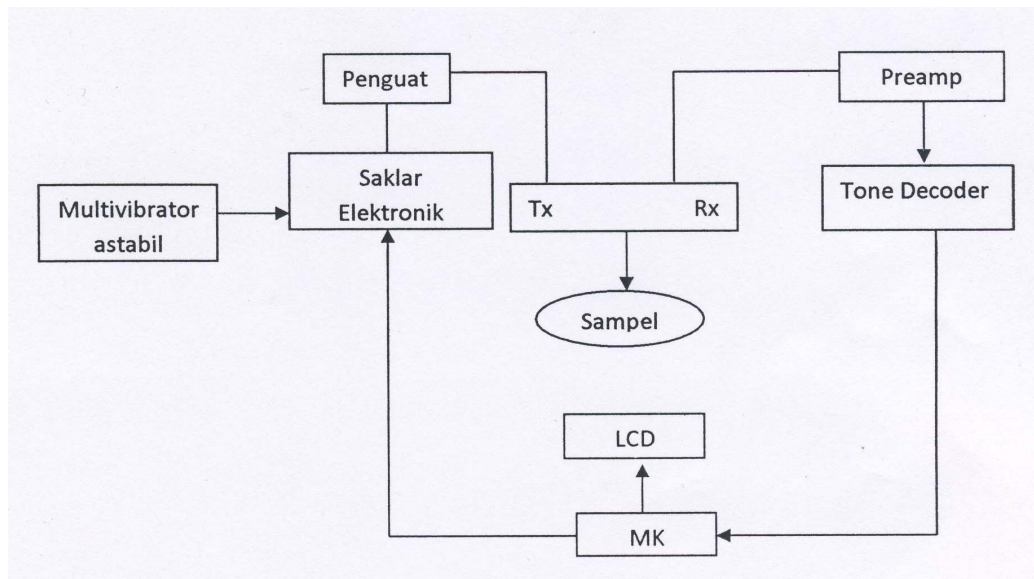 Penguat
Preamp
Saklar
Elektronik
Tone Decoder
Multivibrator
astabil
Tx Rx
Sampel
LCD
MK